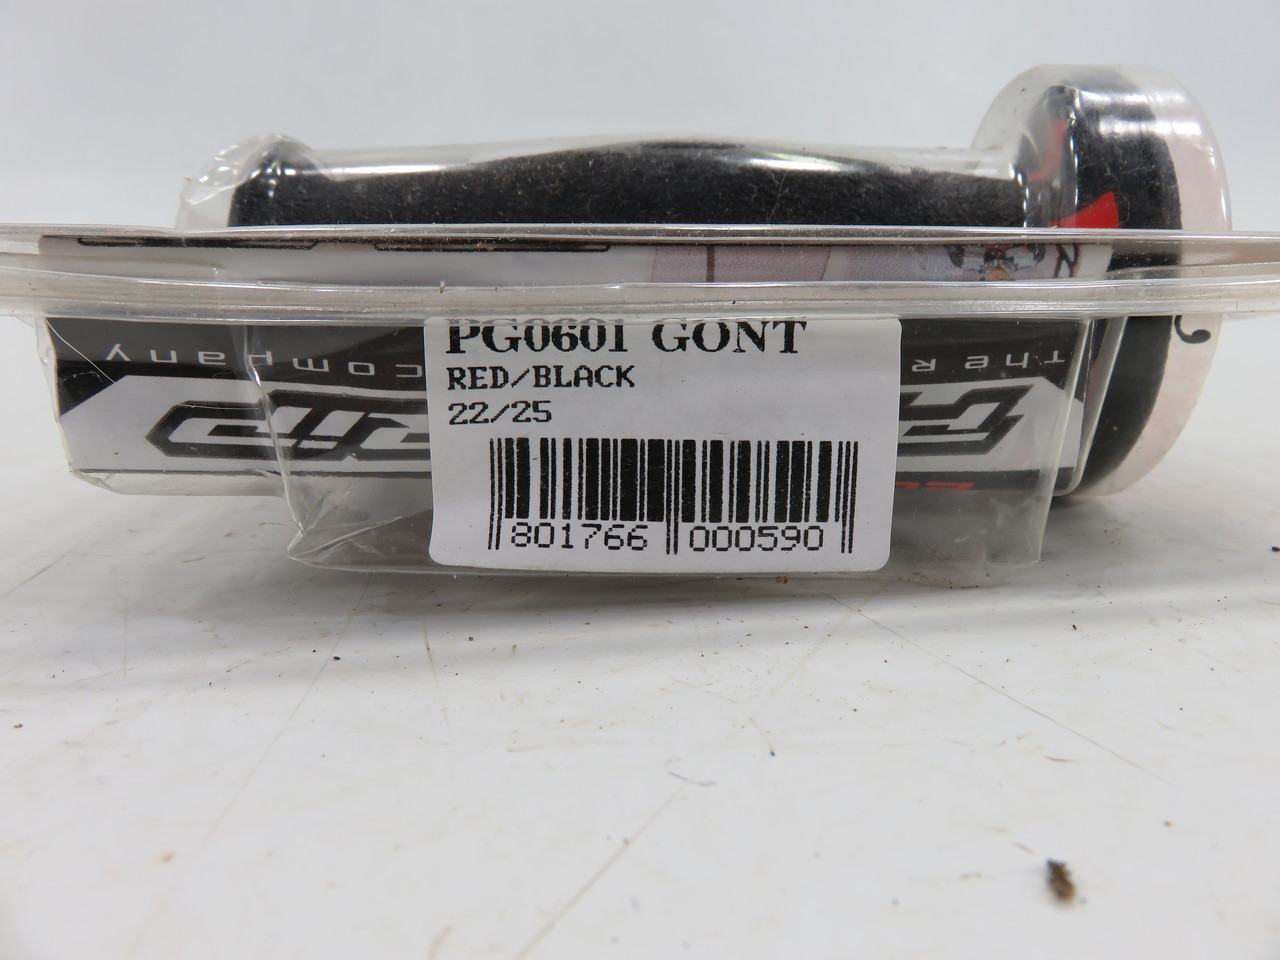 PG0601 GONT
RED/BLACK
22/25
801766 000590
THE R
COMPANY